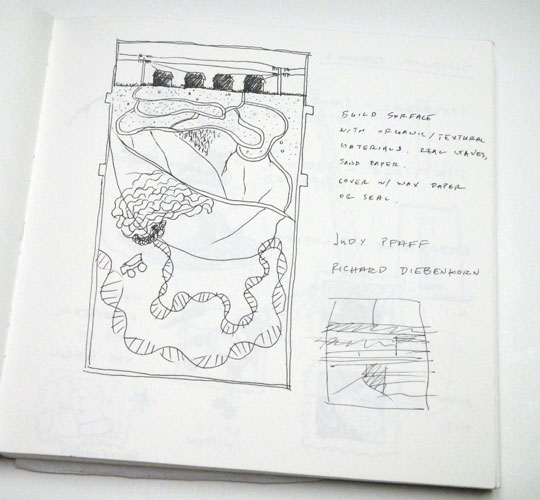 BUILD SURFACE
WITH ORGANIC/TEXTURAL
MATERIALS. REAL LEAVES,
SAND PAPER.
COVER W/ WAX PAPER
OR SEAL.
JUDY PFAFF
RICHARD DIEBENKORN